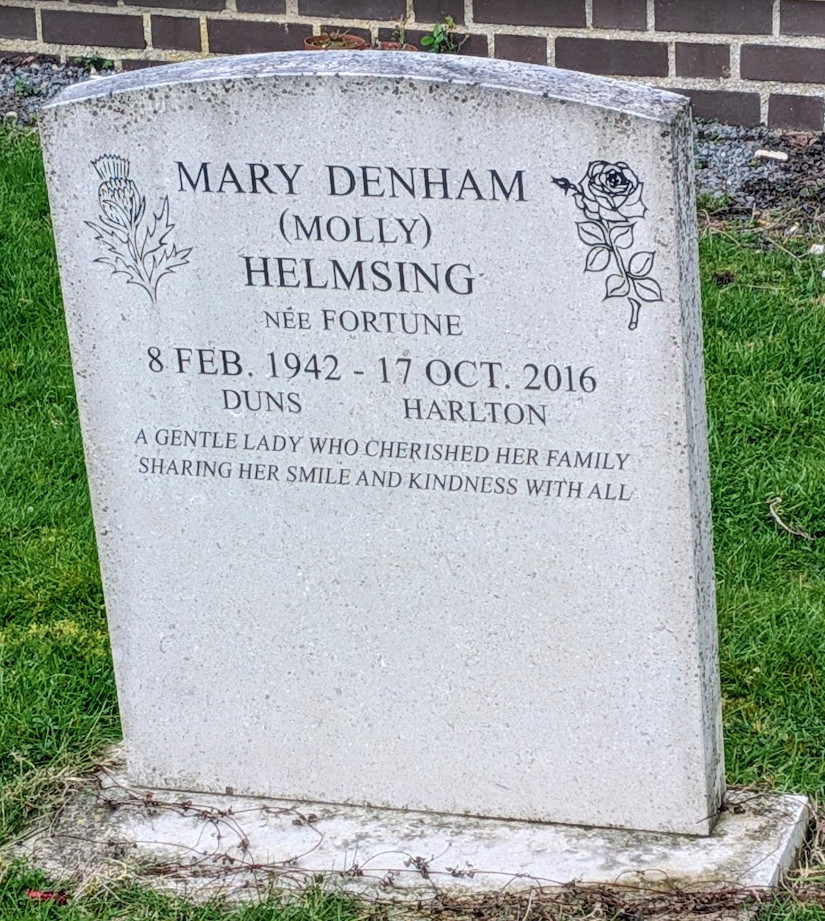 MARY DENHAM
(MOLLY)
HELMSING
NÉE FORTUNE
8 FEB. 1942 - 17 OCT. 2016
DUNS HARLTON
A GENTLE LADY WHO CHERISHED HER FAMILY
SHARING HER SMILE AND KINDNESS WITH ALL